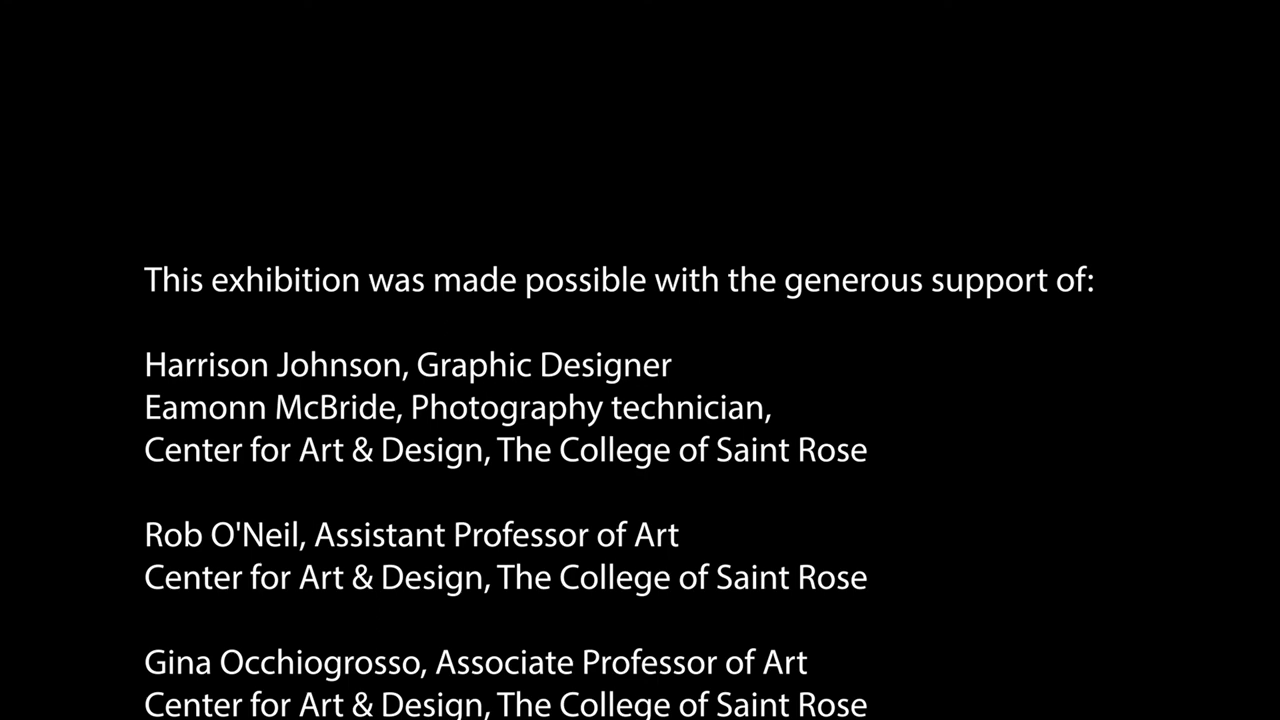 This exhibition was made possible with the generous support of:
Harrison Johnson, Graphic Designer
Eamonn McBride, Photography technician,
Center for Art & Design, The College of Saint Rose
Rob O'Neil, Assistant Professor of Art
Center for Art & Design, The College of Saint Rose
Gina Occhiogrosso, Associate Professor of Art
Center for Art & Design, The College of Saint Rose